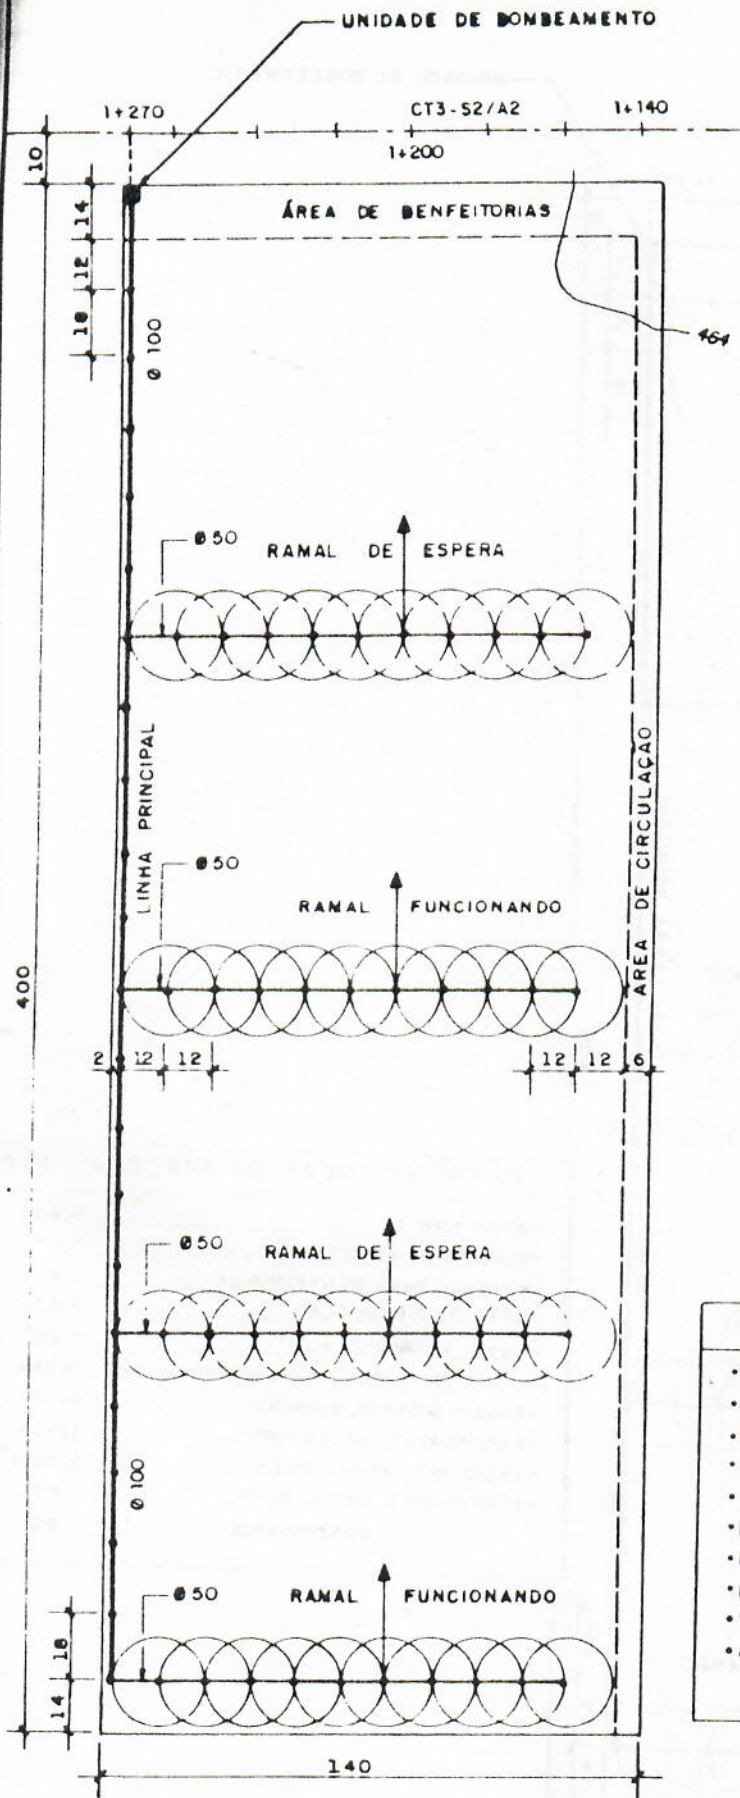 UNIDADE DE BOMBEAMENTO
1+270 CT3-S2/A2 1+140
1+200
10
14
ÁREA DE BENFEITORIAS
12
18
Ø 100
464
Ø 50 RAMAL DE ESPERA
LINHA PRINCIPAL
ÁREA DE CIRCULAÇÃO
Ø 50
RAMAL FUNCIONANDO
400
2 12 12 12 12 6
Ø 50 RAMAL DE ESPERA
Ø 100
Ø 50 RAMAL FUNCIONANDO
18
14
140